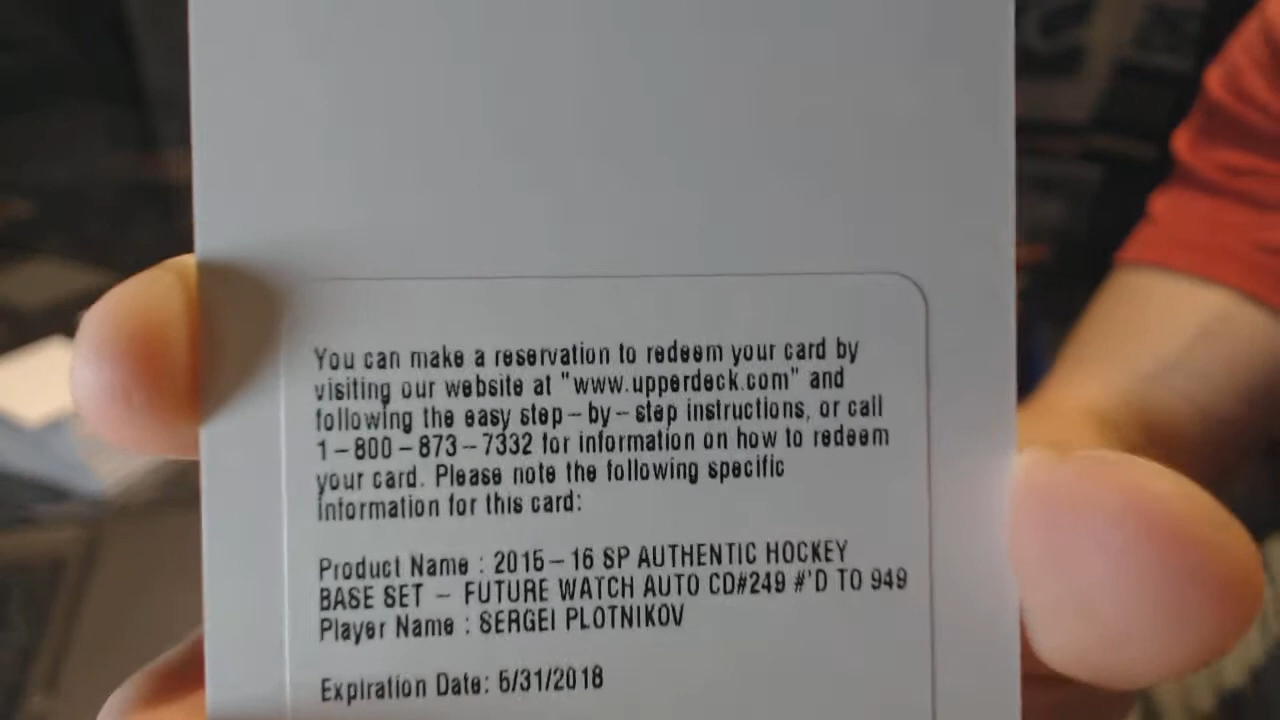 You can make a reservation to redeem your card by
visiting our website at "www.upperdeck.com" and
following the easy step-by-step instructions, or call
1-800-873-7332 for information on how to redeem
your card. Please note the following specific
information for this card:
Product Name : 2015-16 SP AUTHENTIC HOCKEY
BASE SET - FUTURE WATCH AUTO CD#249 #'D TO 949
Player Name : SERGEI PLOTNIKOV
Expiration Date: 5/31/2018